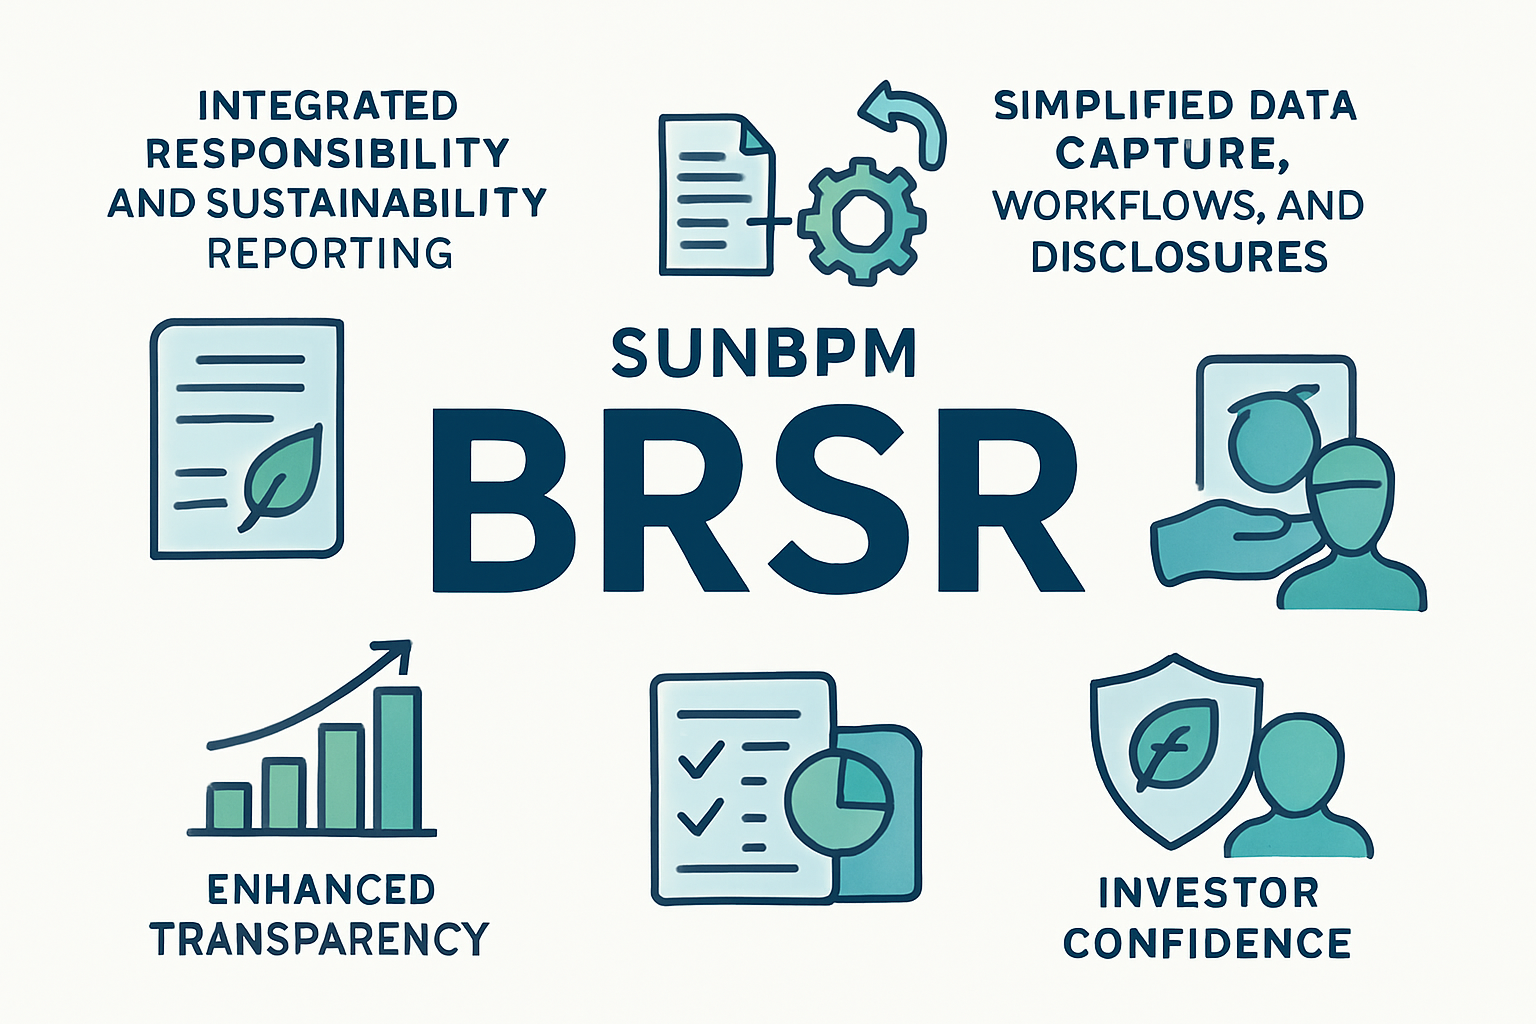 INTEGRATED
RESPONSIBILITY
AND SUSTAINABILITY
REPORTING
SIMPLIFIED DATA
CAPTURE,
WORKFLOWS, AND
DISCLOSURES
SUNBPM
BRSR
ENHANCED
TRANSPARENCY
INVESTOR
CONFIDENCE